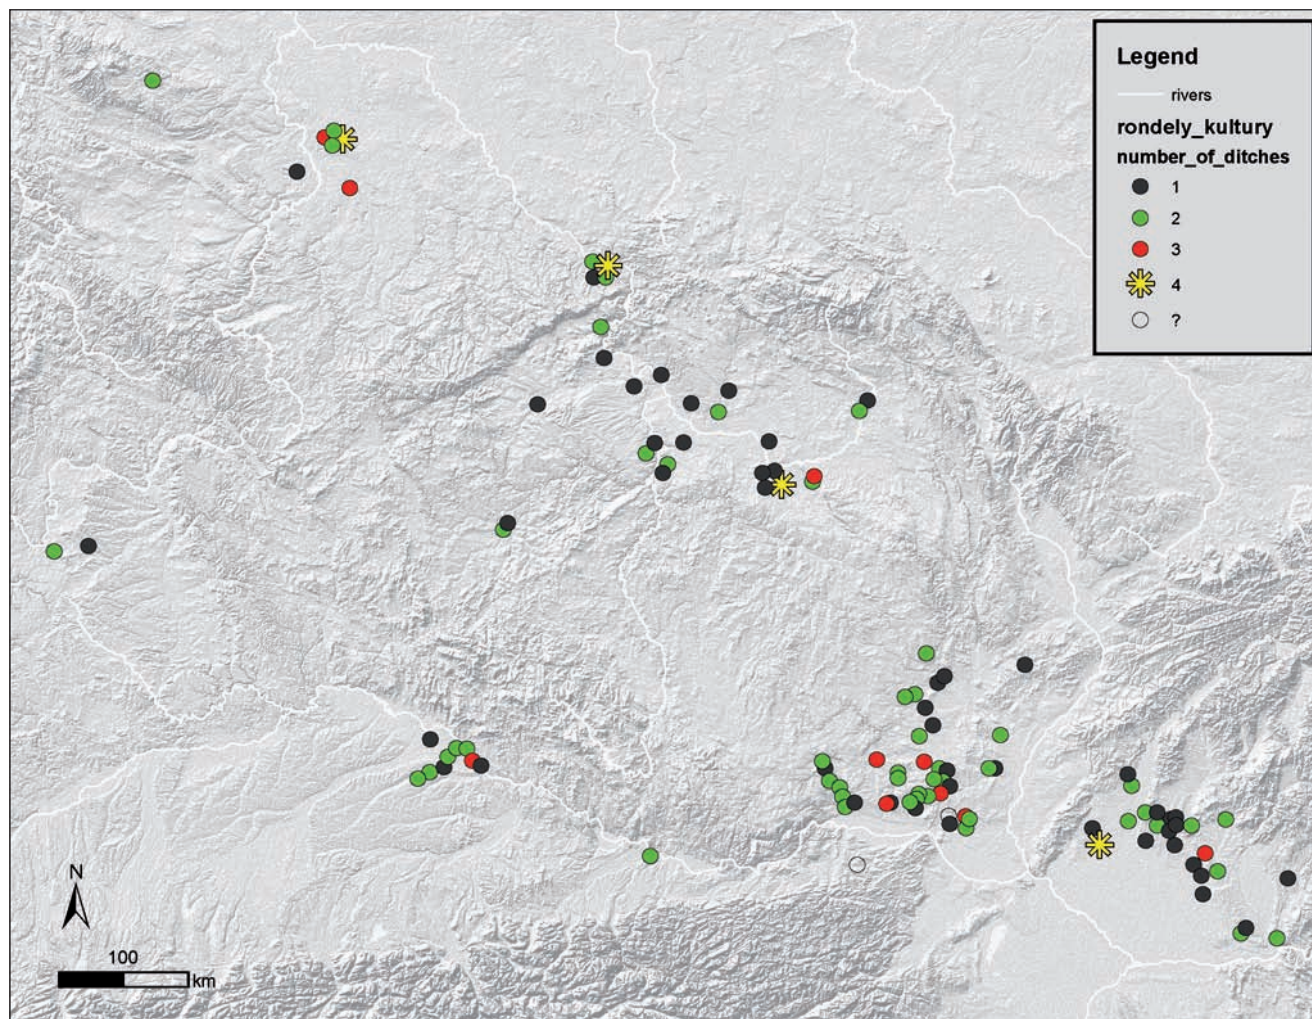 Legend
rivers
rondely_kultury
number_of_ditches
1
2
3
4
?
N
100
km